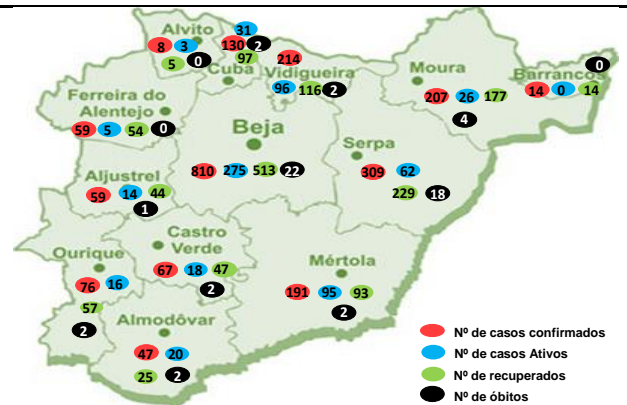 Alvito
8 3
5 0
31
130 2
97
Cuba
214
Vidigueira
96 116 2
Moura
207 26 177
4
0
Barrancos
14 0 14
Ferreira do
Alentejo
59 5 54 0
Beja
810 275 513 22
Serpa
309 62
229 18
Aljustrel
59 14 44
1
Castro
Verde
67 18 47
2
Ourique
76 16
57
2
Mértola
191 95 93
2
Almodôvar
47 20
25 2
Nº de casos confirmados
Nº de casos Ativos
Nº de recuperados
Nº de óbitos